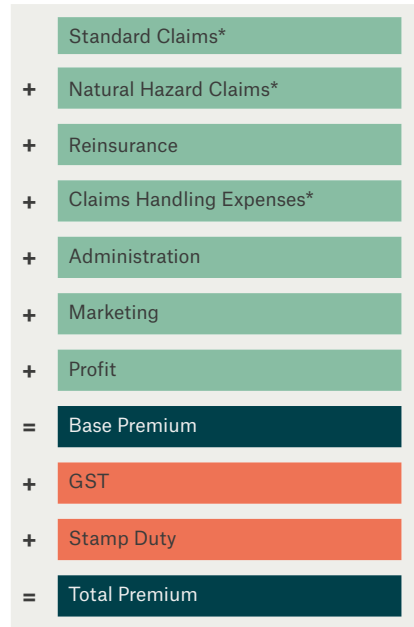 Standard Claims*
+ Natural Hazard Claims*
+ Reinsurance
+ Claims Handling Expenses*
+ Administration
+ Marketing
+ Profit
= Base Premium
+ GST
+ Stamp Duty
= Total Premium